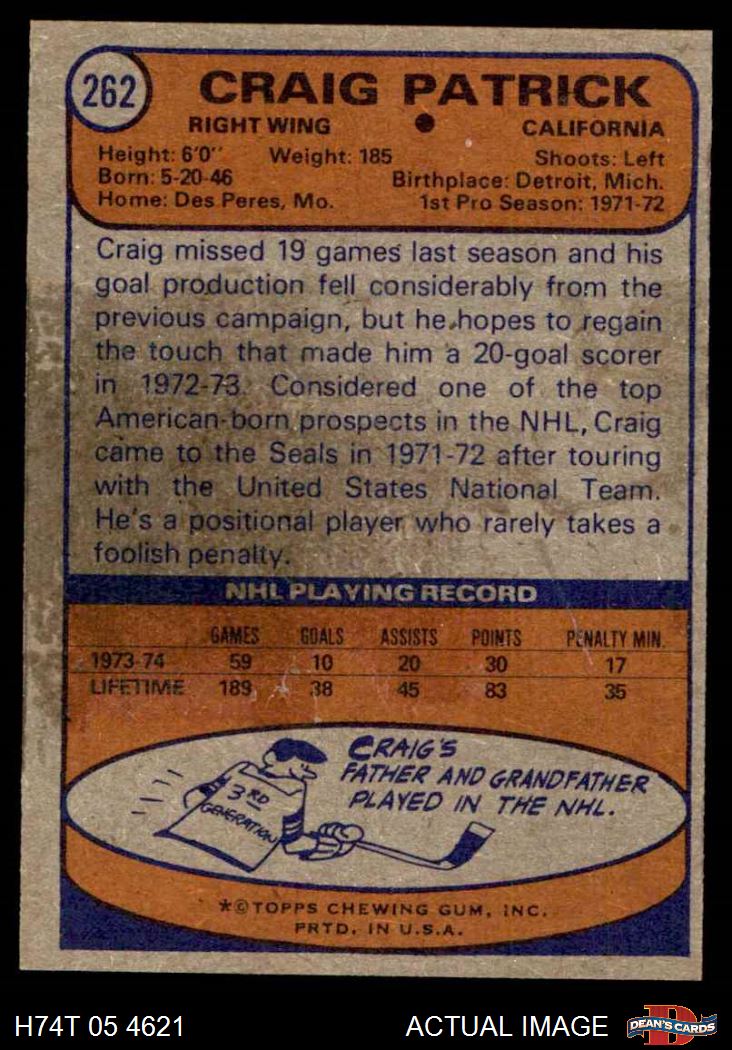 262
CRAIG PATRICK
RIGHT WING • CALIFORNIA
Height: 6'0" Weight: 185 Shoots: Left
Born: 5-20-46 Birthplace: Detroit, Mich.
Home: Des Peres, Mo. 1st Pro Season: 1971-72
Craig missed 19 games last season and his
goal production fell considerably from the
previous campaign, but he hopes to regain
the touch that made him a 20-goal scorer
in 1972-73. Considered one of the top
American-born prospects in the NHL, Craig
came to the Seals in 1971-72 after touring
with the United States National Team.
He's a positional player who rarely takes a
foolish penalty.
NHL PLAYING RECORD
GAMES GOALS ASSISTS POINTS PENALTY MIN.
1973-74 59 10 20 30 17
LIFETIME 189 38 45 83 35
CRAIG'S
FATHER AND GRANDFATHER
PLAYED IN THE NHL.
3RD
GENERATION
*©TOPPS CHEWING GUM, INC.
PRTD. IN U.S.A.
H74T 05 4621 ACTUAL IMAGE D DEAN'S CARDS